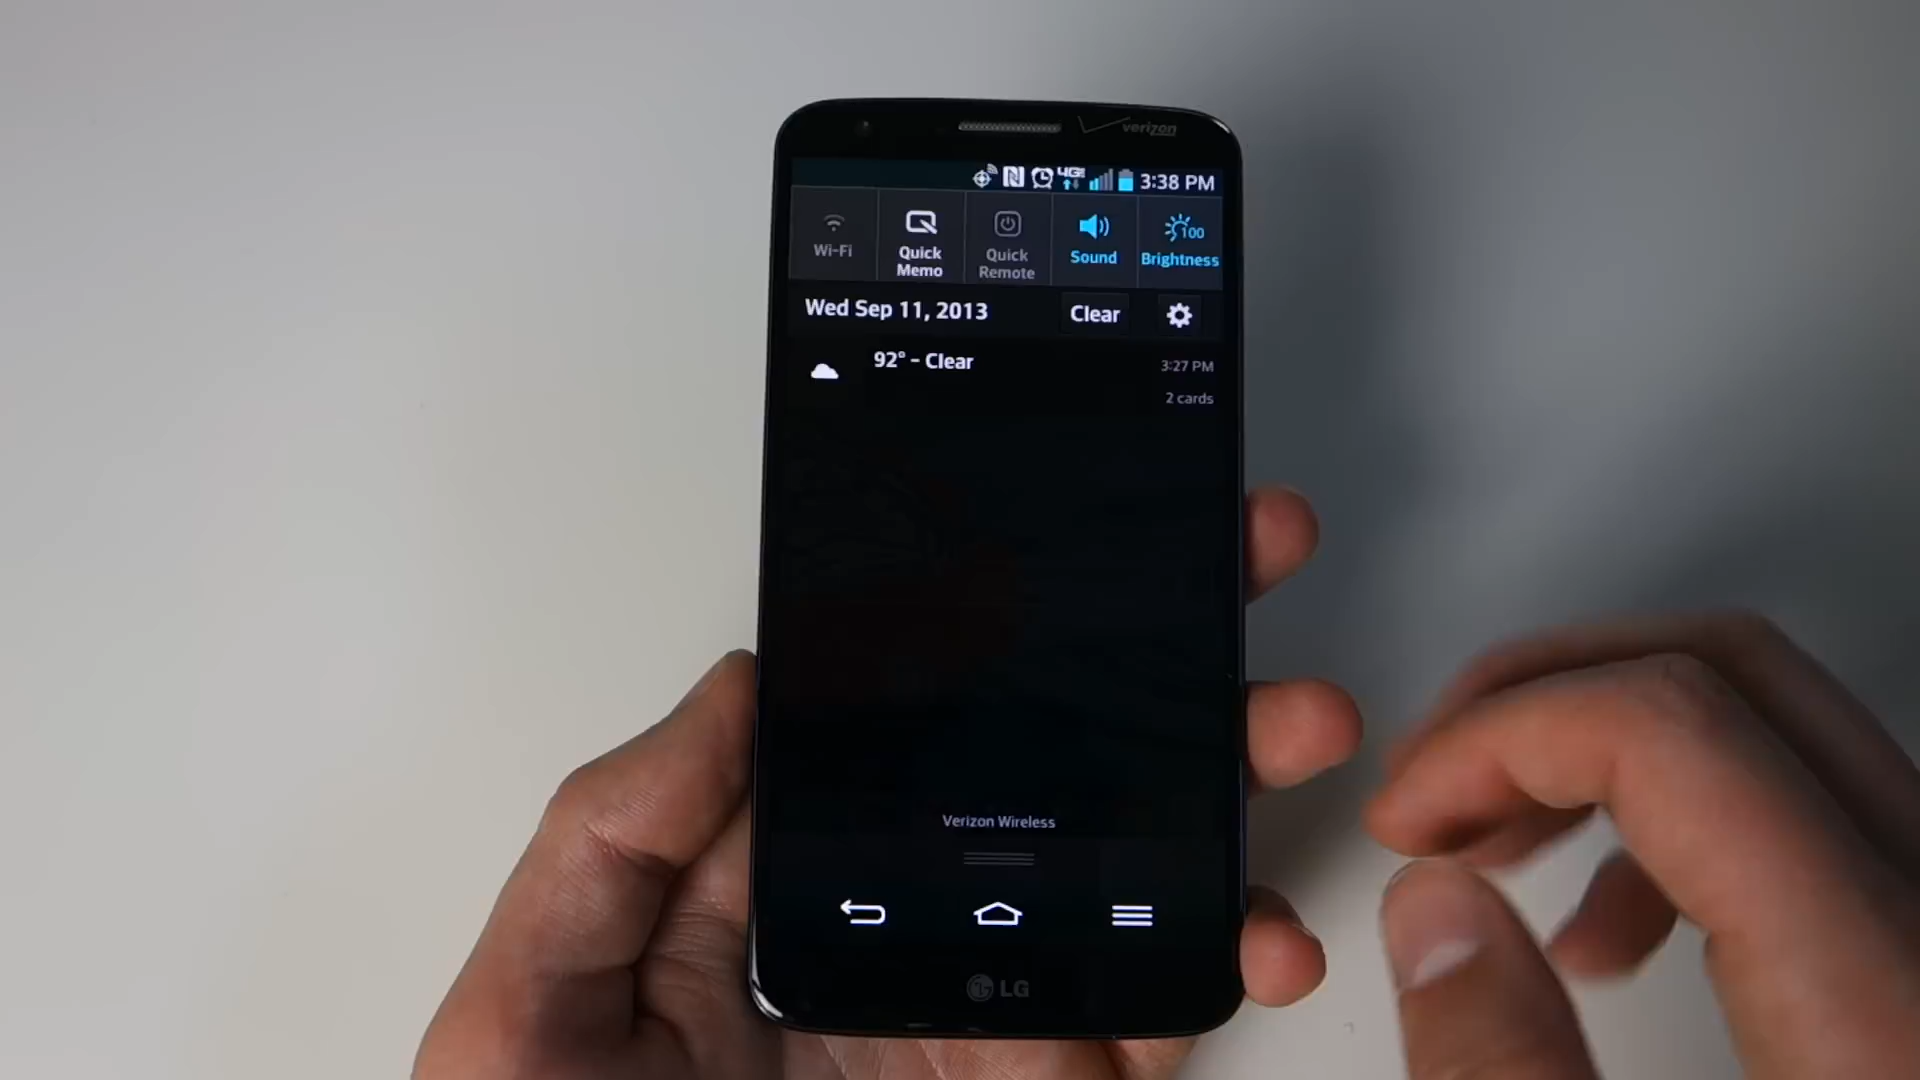 verizon
4G 3:38 PM
Wi-Fi
Quick Memo
Quick Remote
Sound
100
Brightness
Wed Sep 11, 2013 Clear
92° - Clear 3:27 PM
2 cards
Verizon Wireless
LG